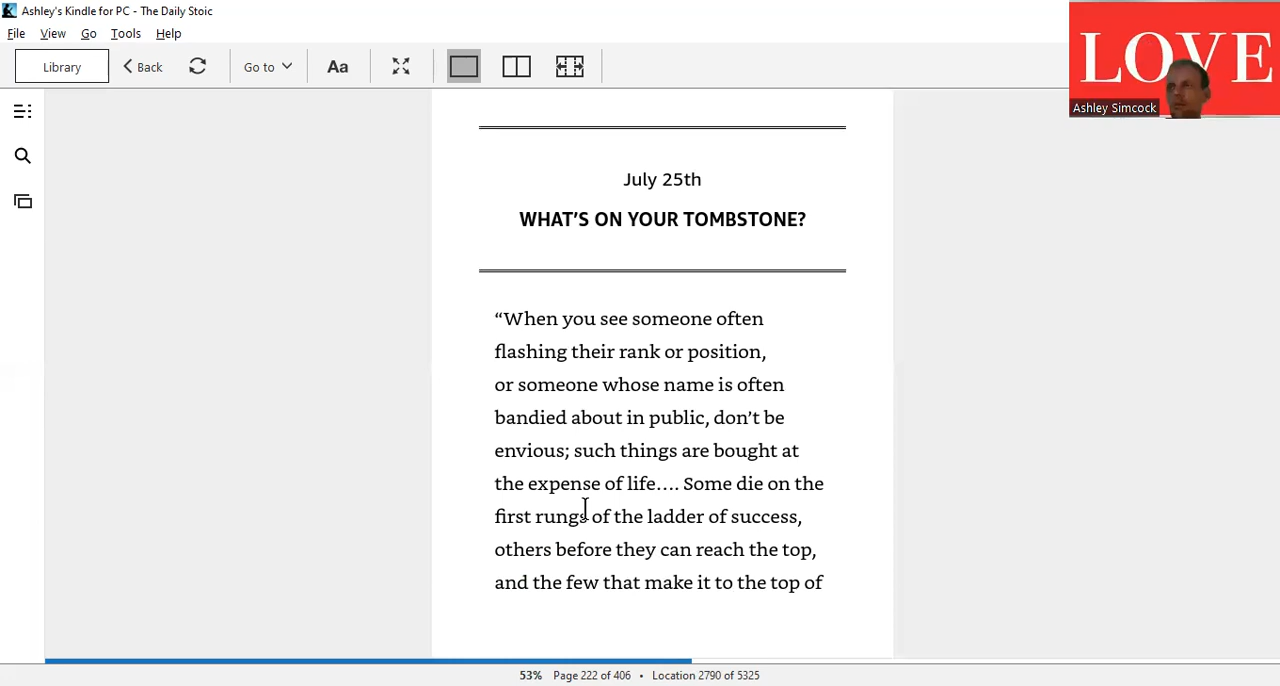 Ashley's Kindle for PC - The Daily Stoic
File View Go Tools Help
Library Back Go to Aa
LOVE
Ashley Simcock
July 25th
WHAT'S ON YOUR TOMBSTONE?
“When you see someone often
flashing their rank or position,
or someone whose name is often
bandied about in public, don’t be
envious; such things are bought at
the expense of life.... Some die on the
first rungs of the ladder of success,
others before they can reach the top,
and the few that make it to the top of
53% Page 222 of 406 • Location 2790 of 5325